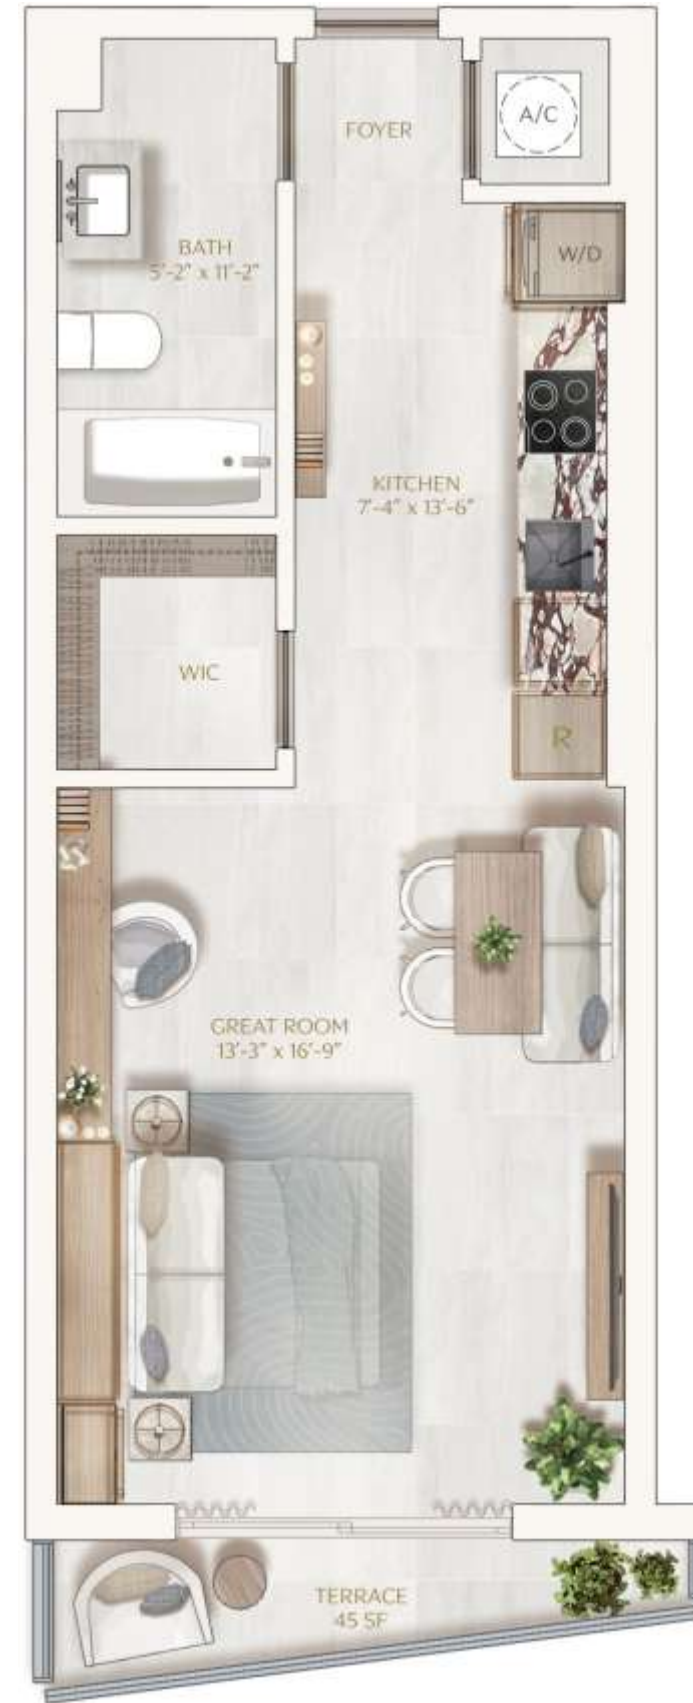 FOYER
A/C
BATH
5'-2" x 11'-2"
W/D
KITCHEN
7'-4" x 13'-6"
WIC
R
GREAT ROOM
13'-3" x 16'-9"
TERRACE
45 SF